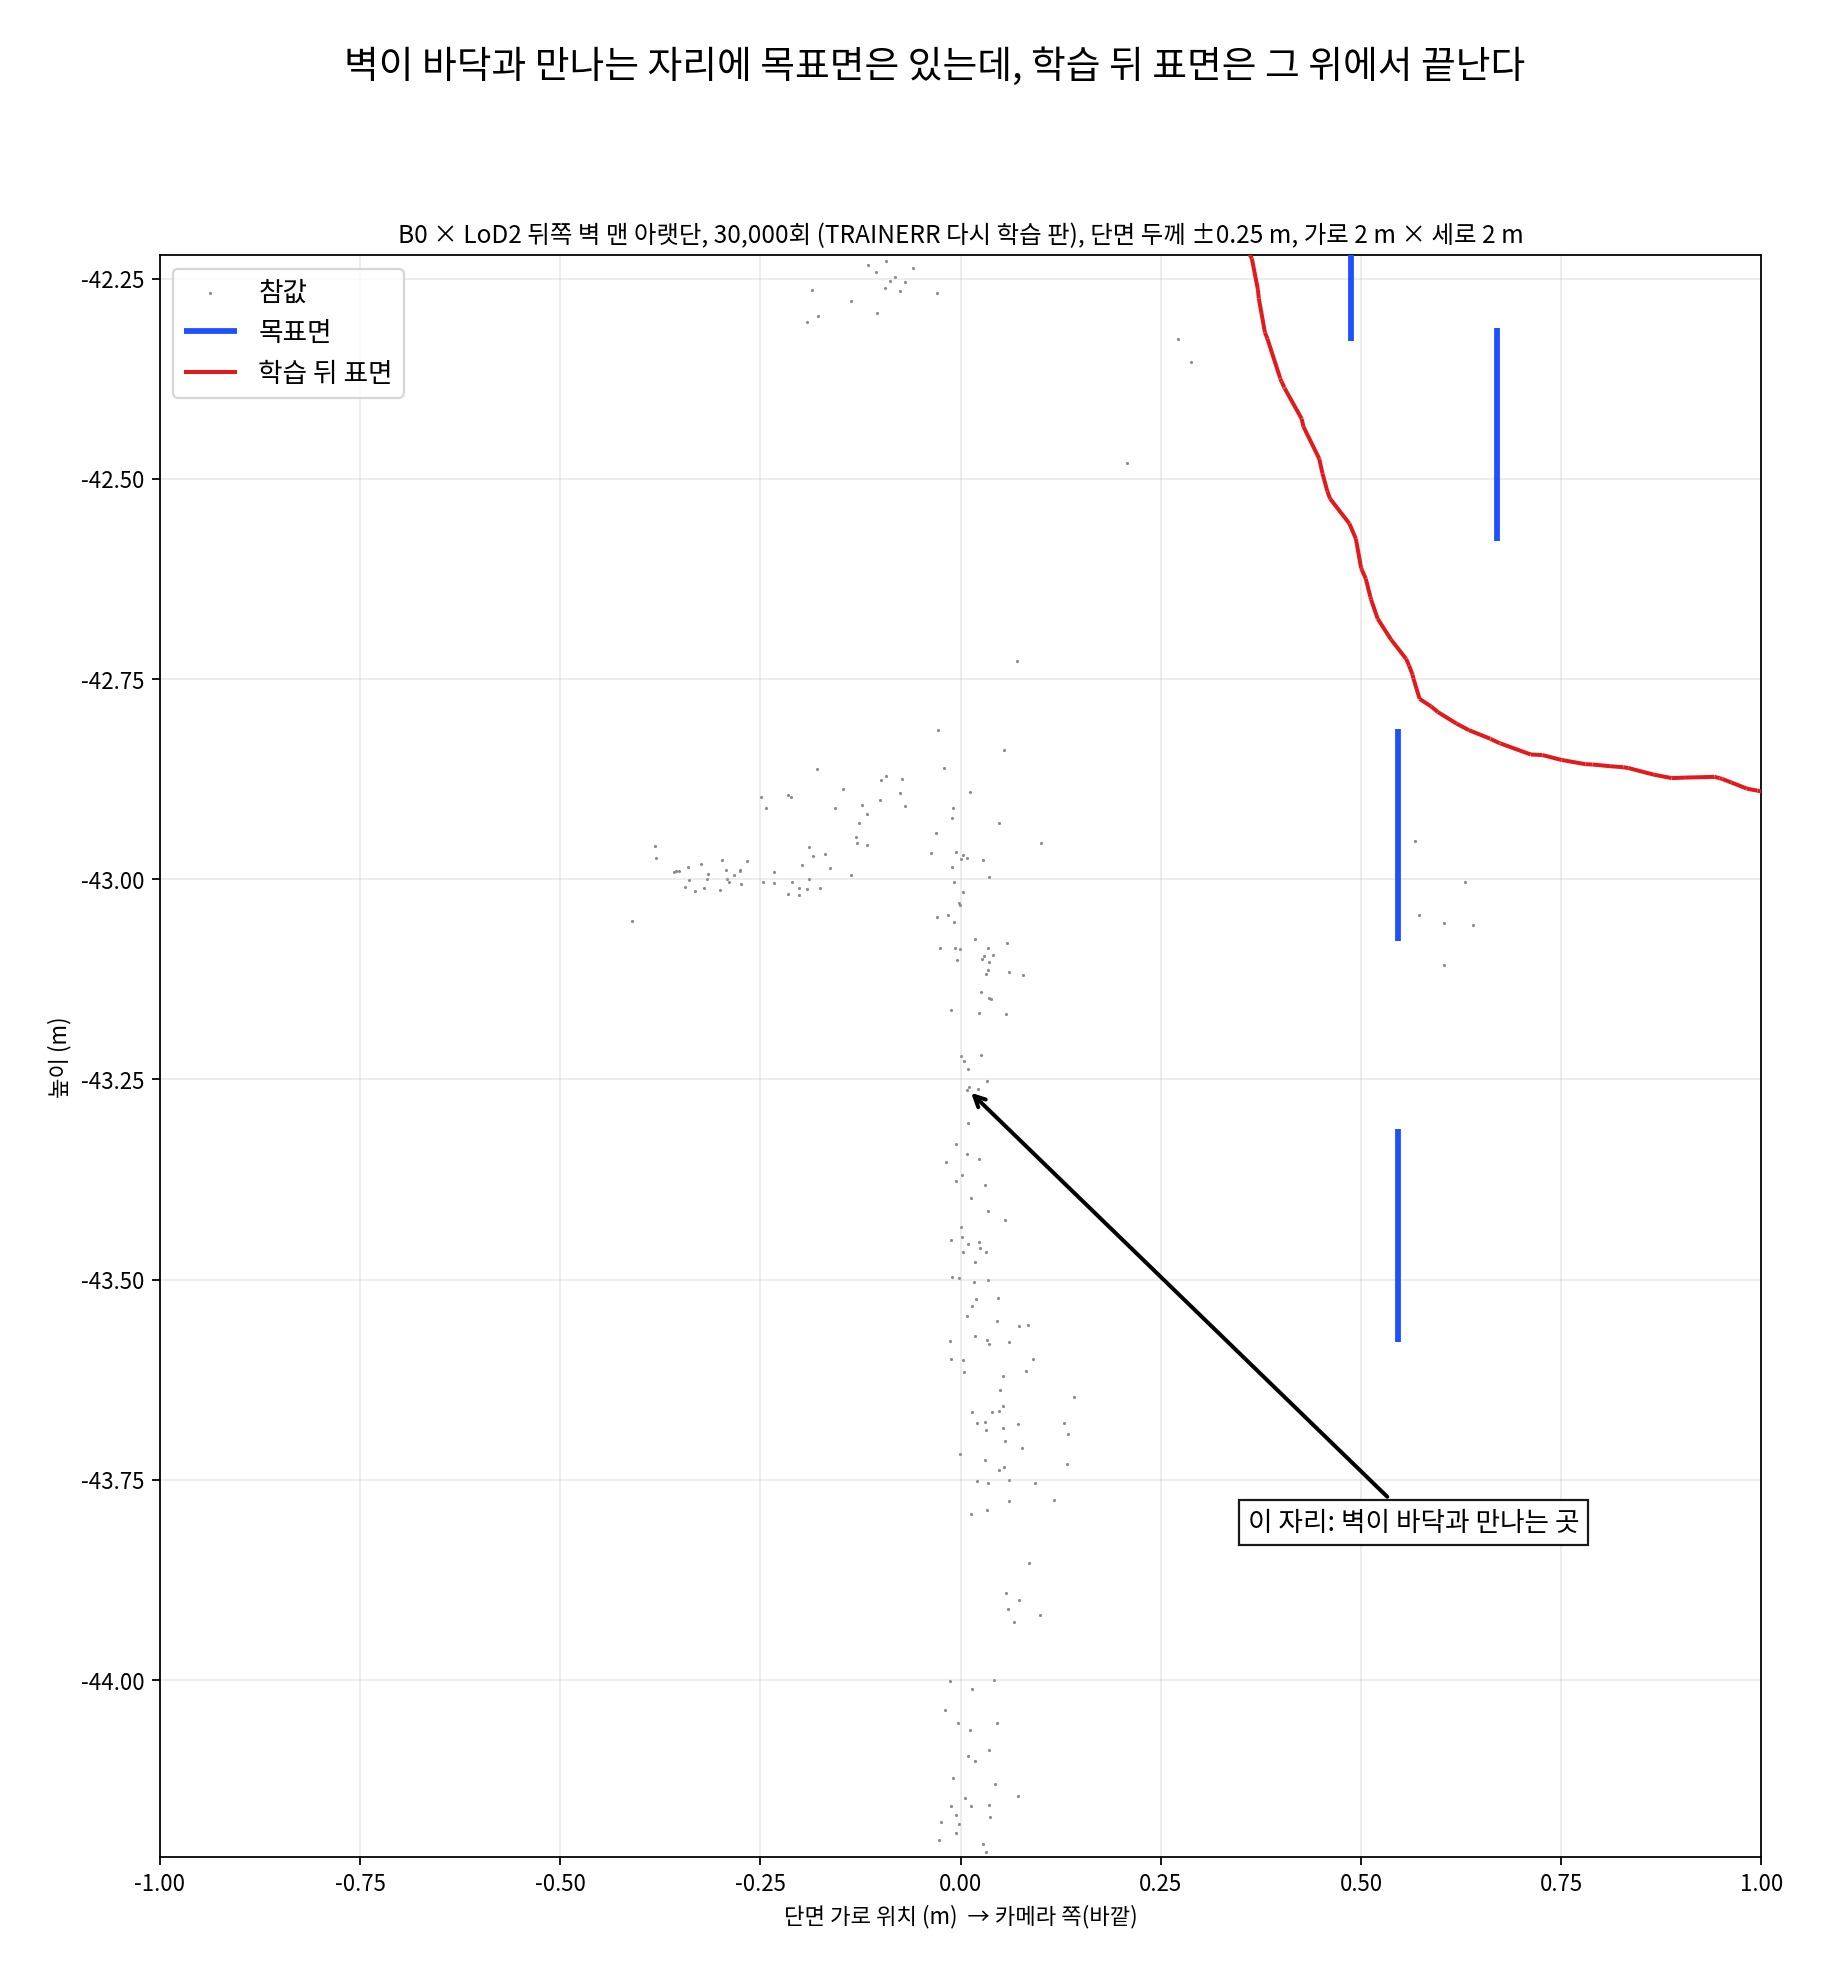 벽이 바닥과 만나는 자리에 목표면은 있는데, 학습 뒤 표면은 그 위에서 끝난다
B0 × LoD2 뒤쪽 벽 맨 아랫단, 30,000회 (TRAINERR 다시 학습 판), 단면 두께 ±0.25 m, 가로 2 m × 세로 2 m
참값
목표면
학습 뒤 표면
높이 (m)
-42.25
-42.50
-42.75
-43.00
-43.25
-43.50
-43.75
-44.00
이 자리: 벽이 바닥과 만나는 곳
-1.00
-0.75
-0.50
-0.25
0.00
0.25
0.50
0.75
1.00
단면 가로 위치 (m) → 카메라 쪽(바깥)